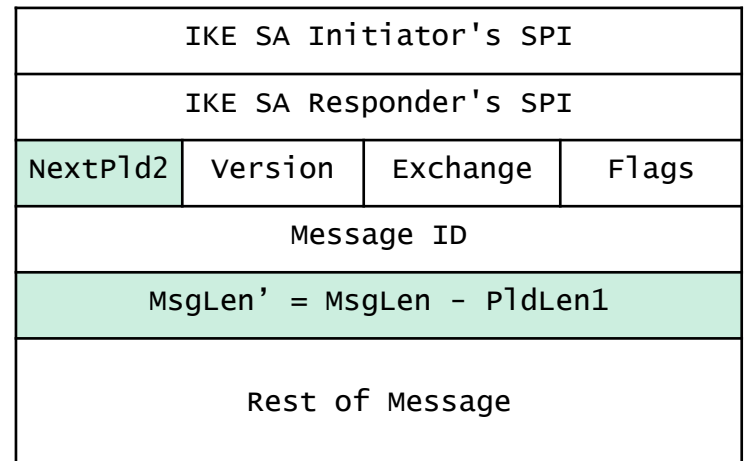 IKE SA Initiator's SPI
IKE SA Responder's SPI
NextPld2 Version Exchange Flags
Message ID
MsgLen’ = MsgLen - PldLen1
Rest of Message